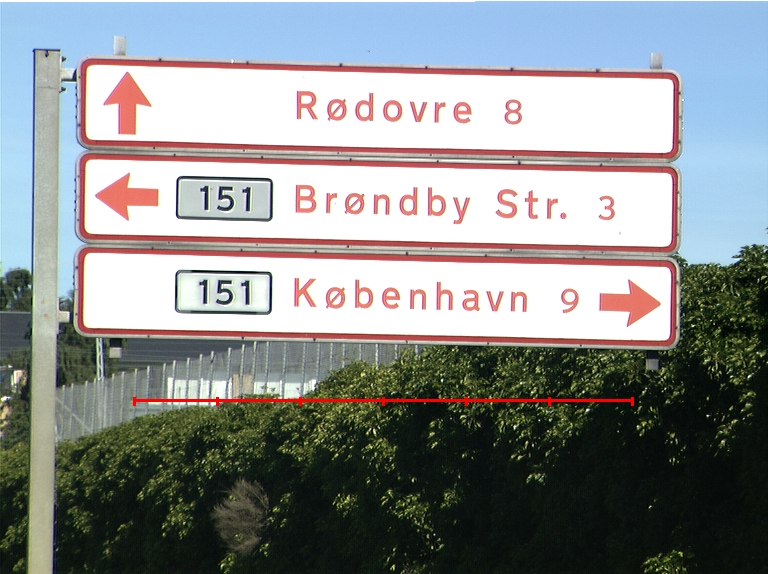 Rødovre 8
151 Brøndby Str. 3
151 København 9